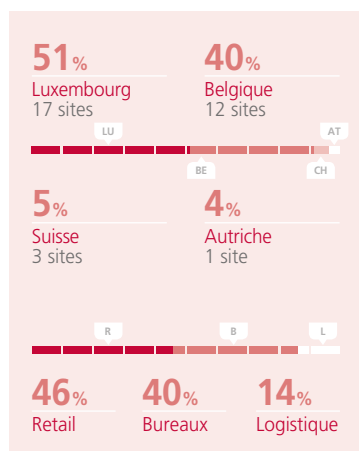 51% 40%
Luxembourg Belgique
17 sites 12 sites
LU AT
BE CH
5% 4%
Suisse Autriche
3 sites 1 site
R B L
46% 40% 14%
Retail Bureaux Logistique